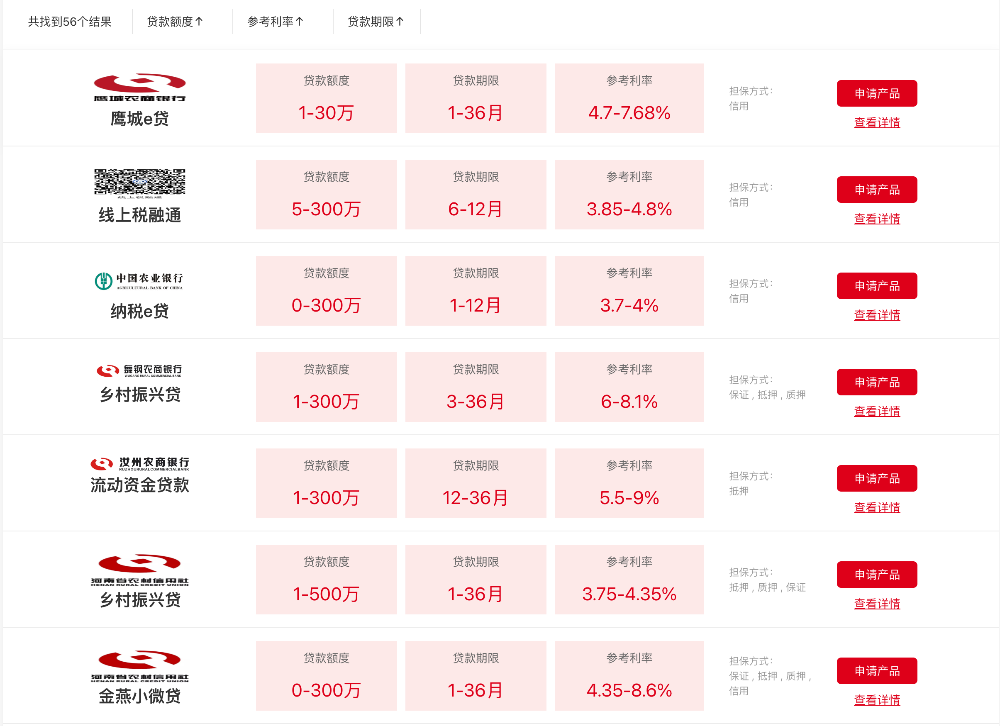 共找到56个结果
贷款额度↑
参考利率↑
贷款期限↑
鹰城农商银行
鹰城e贷
贷款额度
1-30万
贷款期限
1-36月
参考利率
4.7-7.68%
担保方式：
信用
申请产品
查看详情
线上税融通
线上税融通
贷款额度
5-300万
贷款期限
6-12月
参考利率
3.85-4.8%
担保方式：
信用
申请产品
查看详情
中国农业银行
AGRICULTURAL BANK OF CHINA
纳税e贷
贷款额度
0-300万
贷款期限
1-12月
参考利率
3.7-4%
担保方式：
信用
申请产品
查看详情
舞钢农商银行
WUGANG RURAL COMMERCIAL BANK
乡村振兴贷
贷款额度
1-300万
贷款期限
3-36月
参考利率
6-8.1%
担保方式：
保证 , 抵押 , 质押
申请产品
查看详情
汝州农商银行
RUZHOURURALCOMMERCIALBANK
流动资金贷款
贷款额度
1-300万
贷款期限
12-36月
参考利率
5.5-9%
担保方式：
抵押
申请产品
查看详情
河南省农村信用社
HENAN RURAL CREDIT UNION
乡村振兴贷
贷款额度
1-500万
贷款期限
1-36月
参考利率
3.75-4.35%
担保方式：
抵押 , 质押 , 保证
申请产品
查看详情
河南省农村信用社
HENAN RURAL CREDIT UNION
金燕小微贷
贷款额度
0-300万
贷款期限
1-36月
参考利率
4.35-8.6%
担保方式：
保证 , 抵押 , 质押 ,
信用
申请产品
查看详情